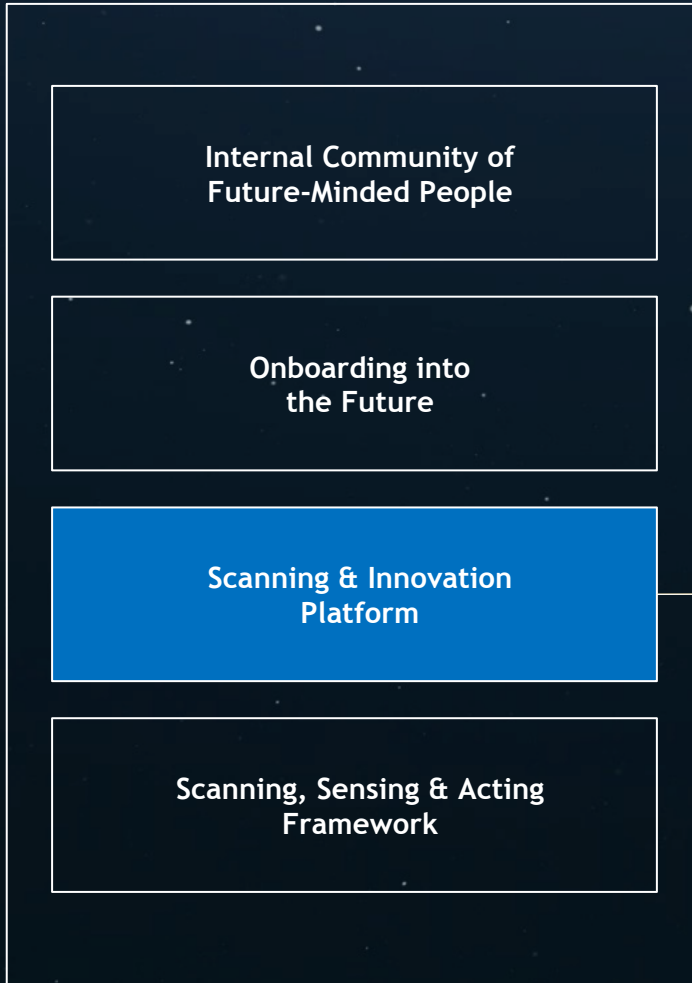 Internal Community of
Future-Minded People
Onboarding into
the Future
Scanning & Innovation
Platform
Scanning, Sensing & Acting
Framework